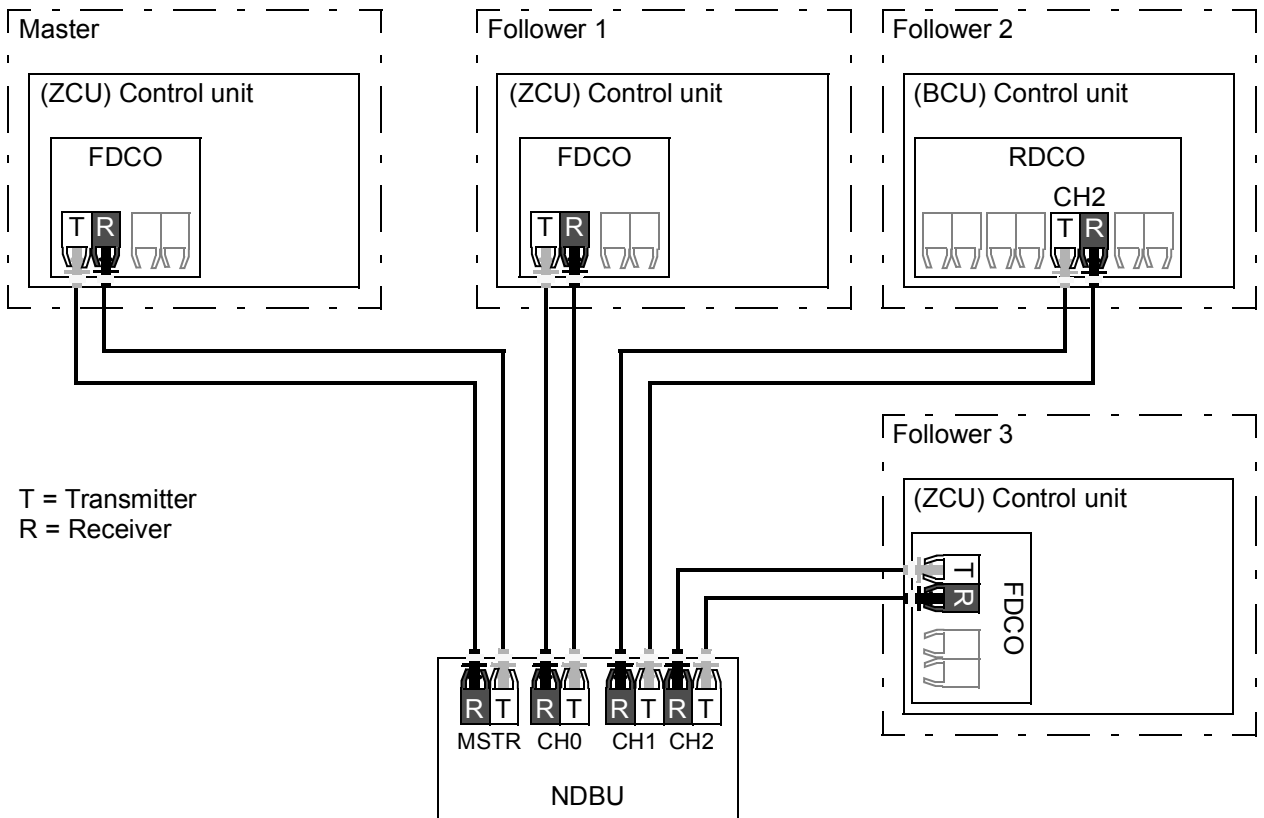 Master
(ZCU) Control unit
FDCO
T R
Follower 1
(ZCU) Control unit
FDCO
T R
Follower 2
(BCU) Control unit
RDCO
CH2
T R
Follower 3
(ZCU) Control unit
T
R
FDCO
T = Transmitter
R = Receiver
R T R T R T R T
MSTR CH0 CH1 CH2
NDBU